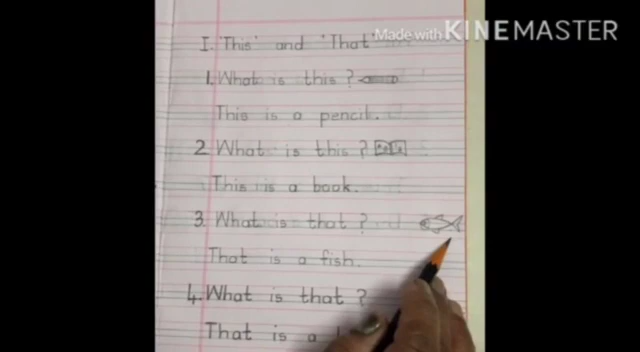 Made with KINEMASTER
I. 'This' and 'That'
1. What is this?
This is a pencil.
2. What is this?
This is a book.
3. What is that?
That is a fish.
4. What is that?
That is a